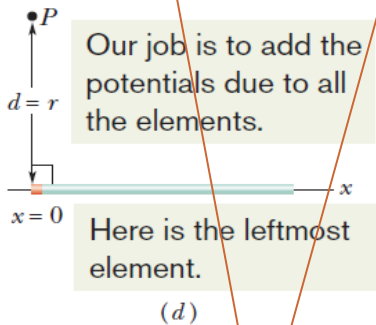 P
Our job is to add the
potentials due to all
the elements.
d = r
x
x = 0
Here is the leftmost
element.
(d)